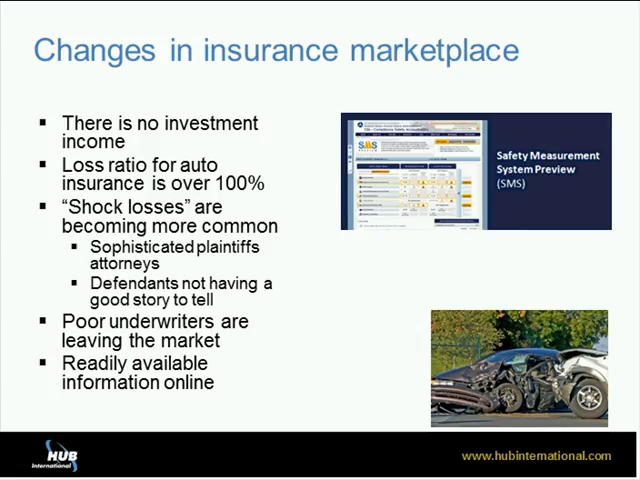 Changes in insurance marketplace
There is no investment
income
Loss ratio for auto
insurance is over 100%
“Shock losses” are
becoming more common
Sophisticated plaintiffs
attorneys
Defendants not having a
good story to tell
Poor underwriters are
leaving the market
Readily available
information online
Safety Measurement
System Preview
(SMS)
HUB
International
www.hubinternational.com